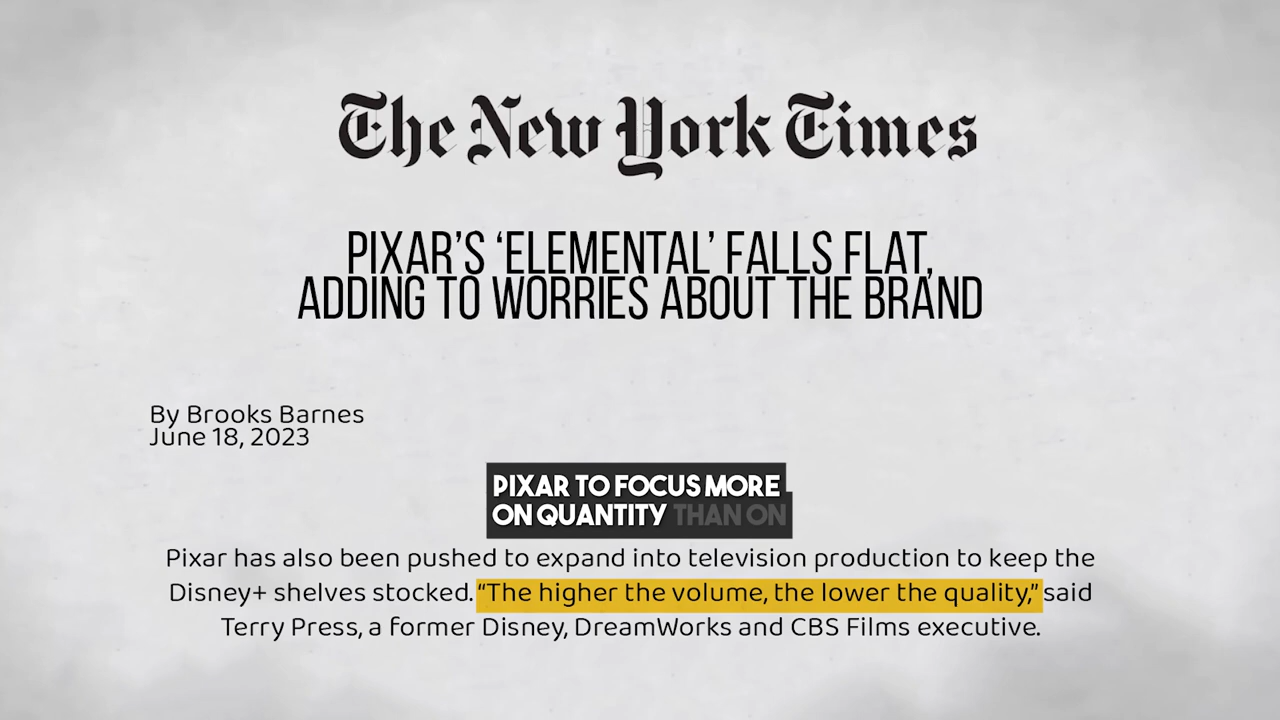 The New York Times
PIXAR'S ‘ELEMENTAL’ FALLS FLAT,
ADDING TO WORRIES ABOUT THE BRAND
By Brooks Barnes
June 18, 2023
PIXAR TO FOCUS MORE
ON QUANTITY THAN ON
Pixar has also been pushed to expand into television production to keep the
Disney+ shelves stocked. “The higher the volume, the lower the quality,” said
Terry Press, a former Disney, DreamWorks and CBS Films executive.